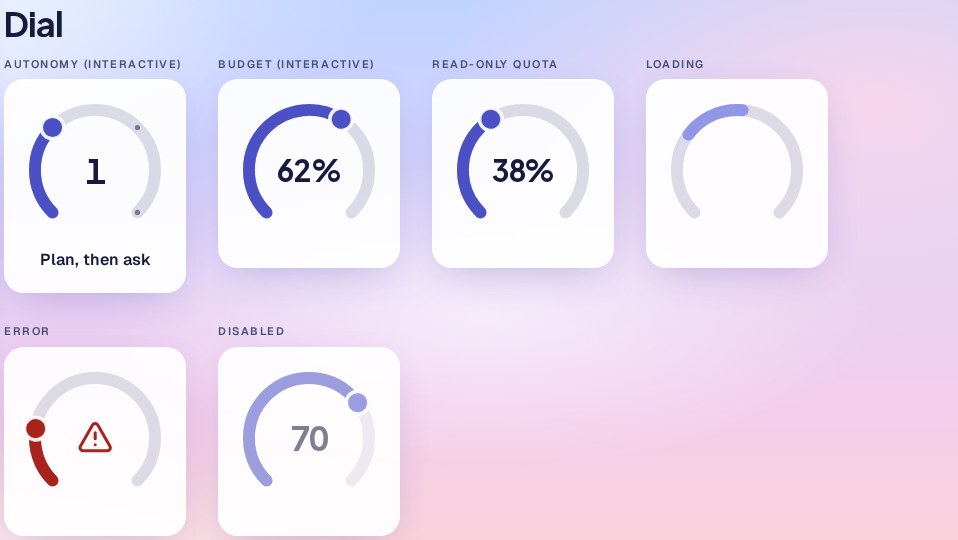 Dial
AUTONOMY (INTERACTIVE)
BUDGET (INTERACTIVE)
READ-ONLY QUOTA
LOADING
1
62%
38%
Plan, then ask
ERROR
DISABLED
70